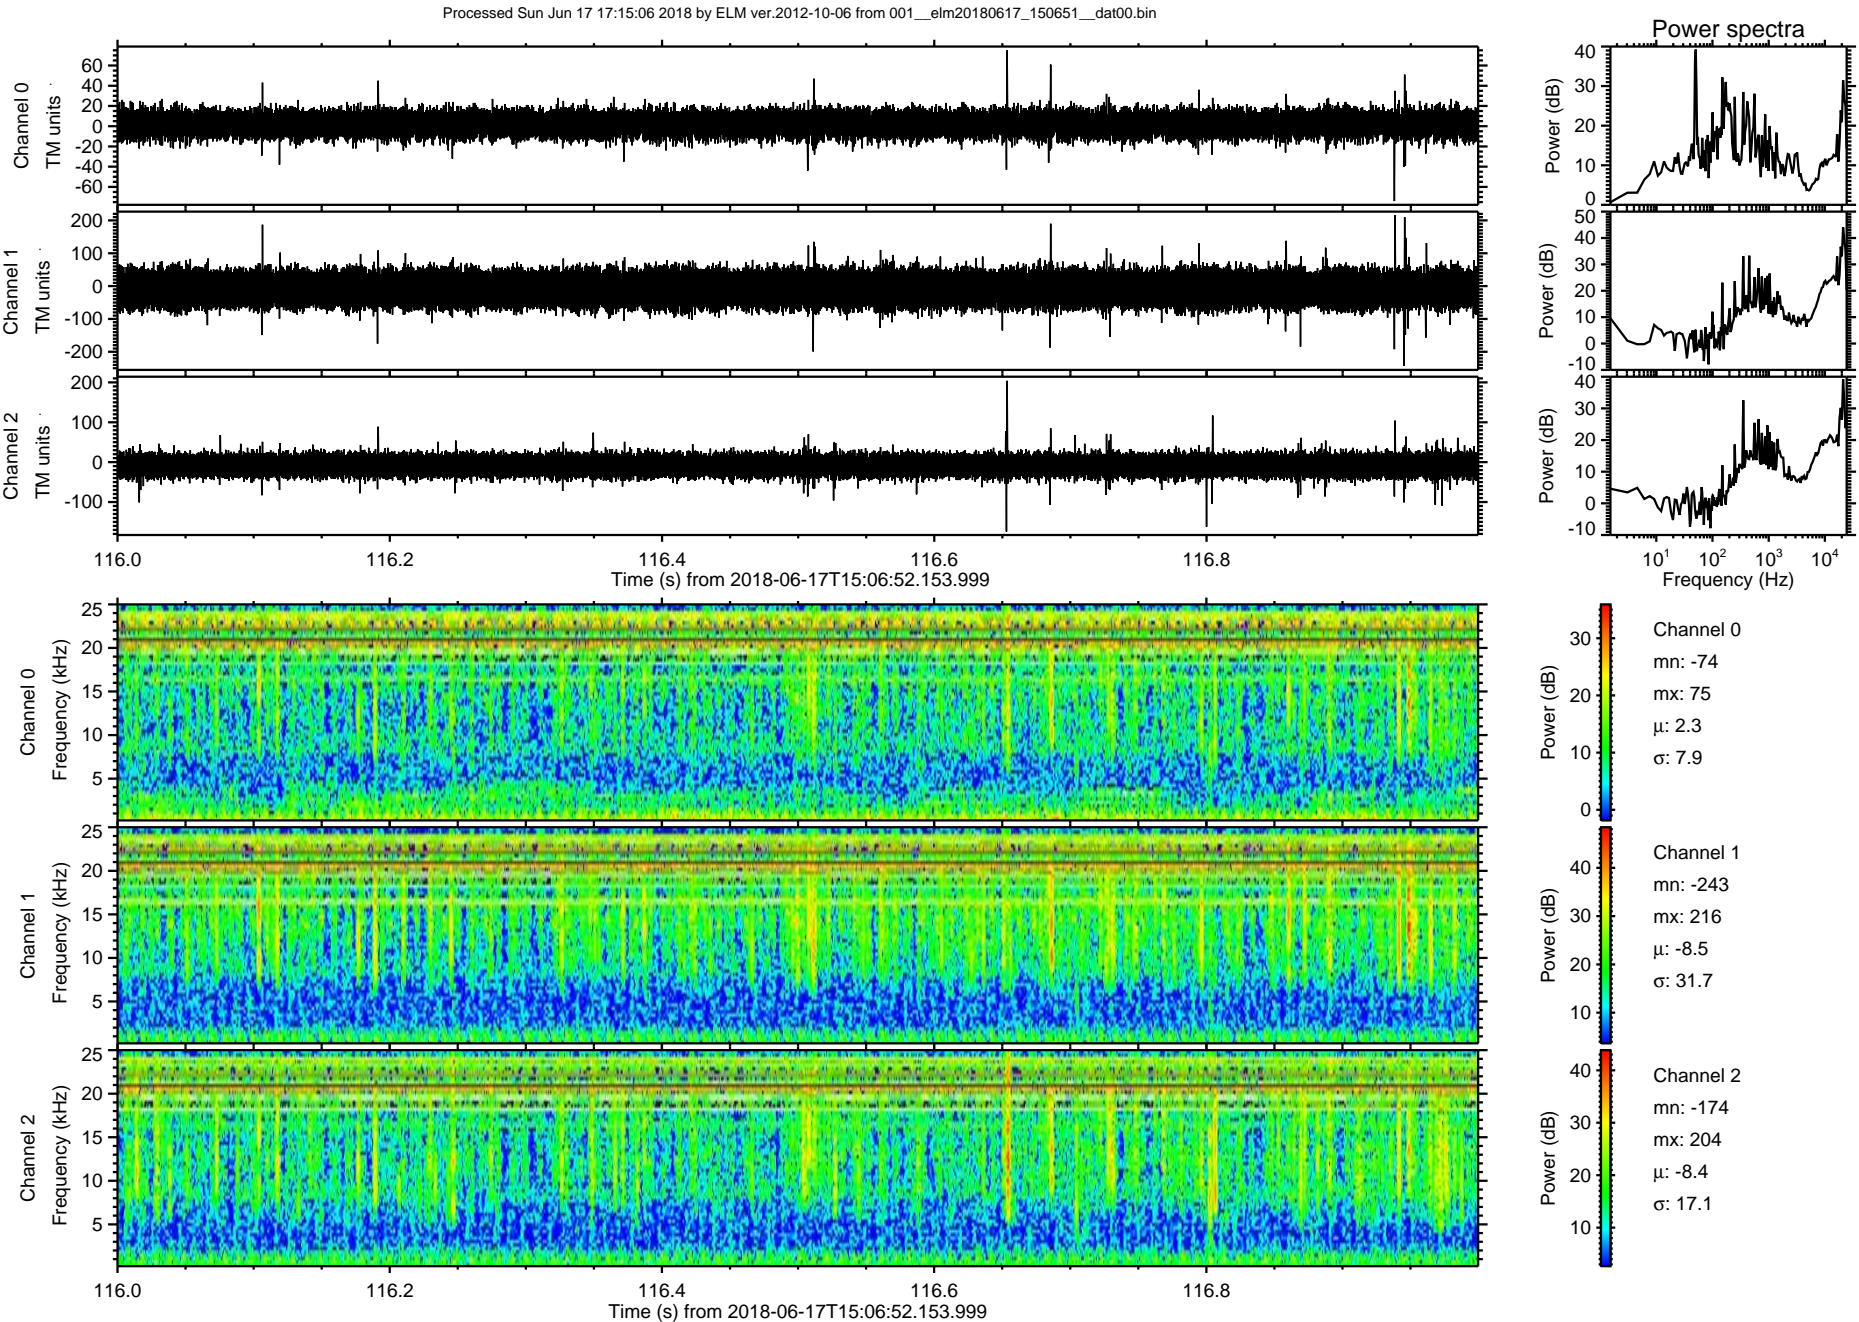 Processed Sun Jun 17 17:15:06 2018 by ELM ver.2012-10-06 from 001__elm20180617_150651__dat00.bin
Power spectra
Channel 0
TM units
60
40
20
0
-20
-40
-60
Power (dB)
40
30
20
10
0
Channel 1
TM units
200
100
0
-100
-200
Power (dB)
50
40
30
20
10
0
-10
Channel 2
TM units
200
100
0
-100
Power (dB)
40
30
20
10
0
-10
116.0 116.2 116.4 116.6 116.8
Time (s) from 2018-06-17T15:06:52.153.999
10¹ 10² 10³ 10⁴
Frequency (Hz)
Channel 0
Frequency (kHz)
25
20
15
10
5
Power (dB)
30
20
10
0
Channel 0
mn: -74
mx: 75
µ: 2.3
σ: 7.9
Channel 1
Frequency (kHz)
25
20
15
10
5
Power (dB)
40
30
20
10
Channel 1
mn: -243
mx: 216
µ: -8.5
σ: 31.7
Channel 2
Frequency (kHz)
25
20
15
10
5
Power (dB)
40
30
20
10
Channel 2
mn: -174
mx: 204
µ: -8.4
σ: 17.1
116.0 116.2 116.4 116.6 116.8
Time (s) from 2018-06-17T15:06:52.153.999